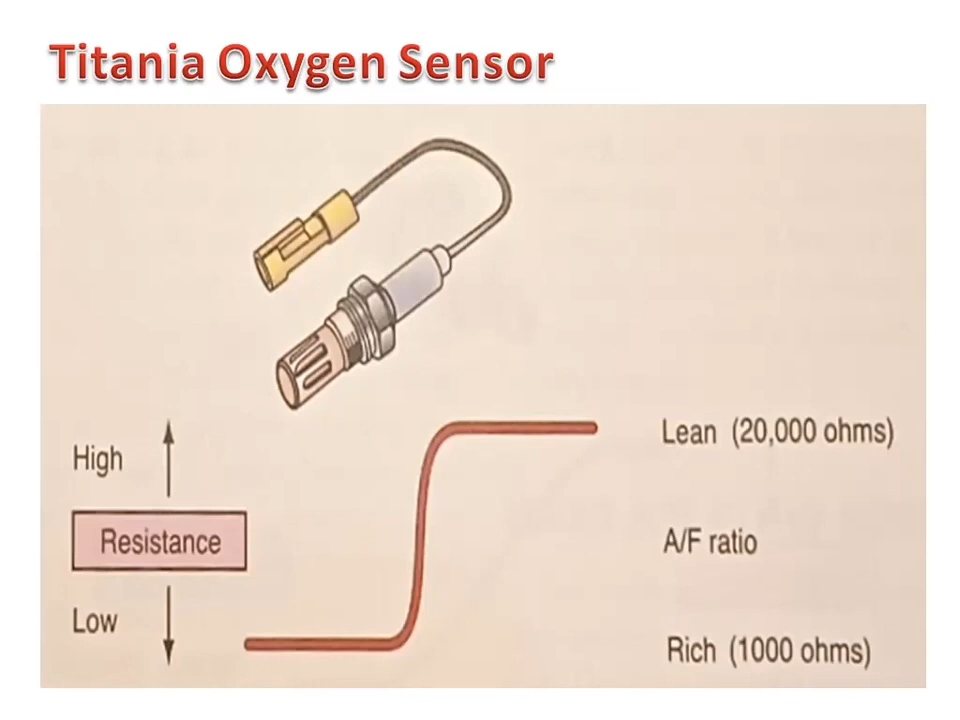 Titania Oxygen Sensor
Lean (20,000 ohms)
High
Resistance
A/F ratio
Low
Rich (1000 ohms)